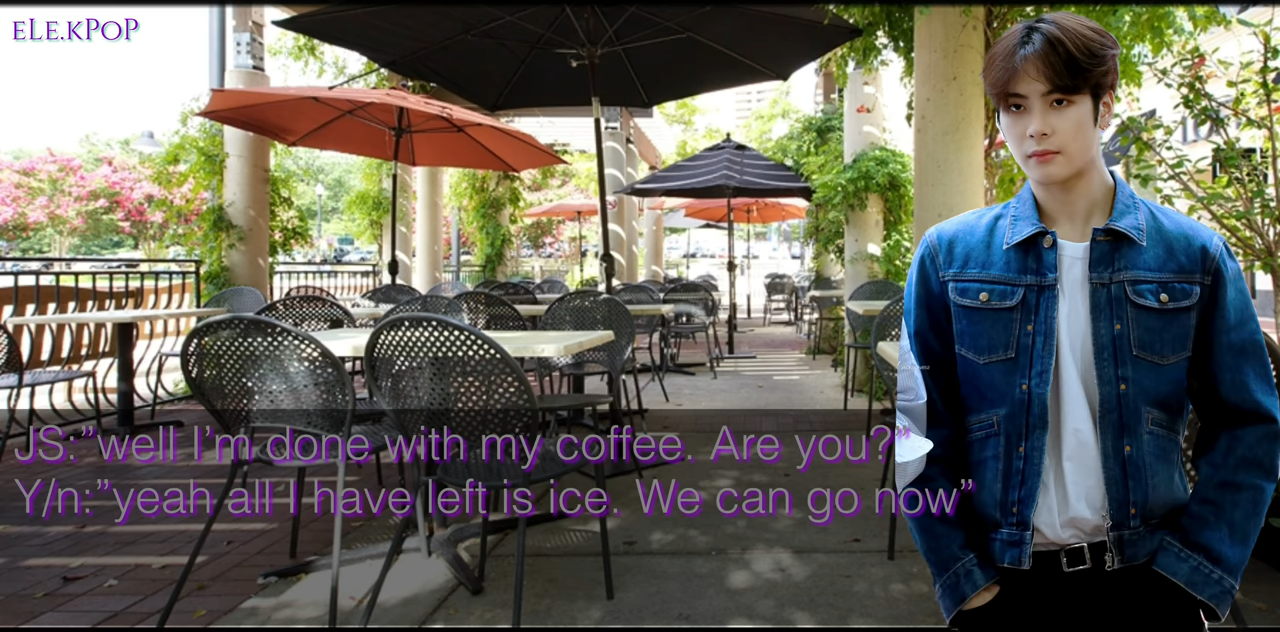 ELE.KPOP
JS:”well I’m done with my coffee. Are you?”
Y/n:”yeah all I have left is ice. We can go now”